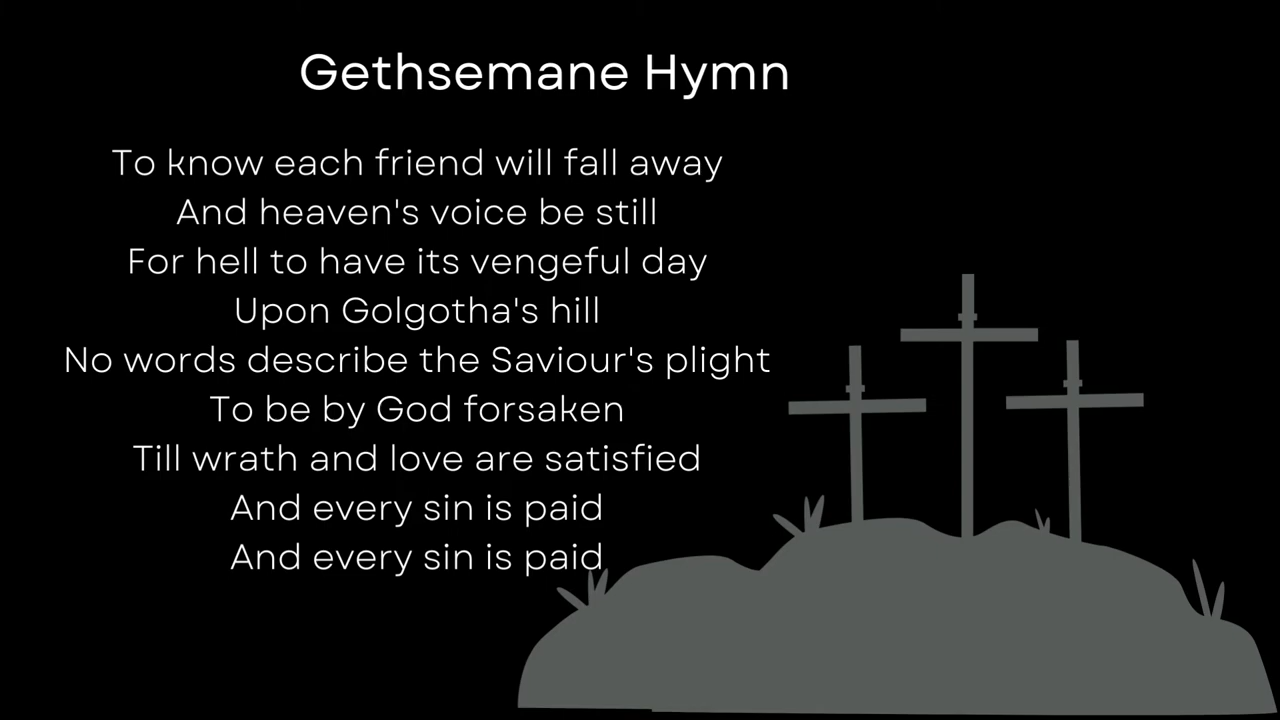 Gethsemane Hymn
To know each friend will fall away
And heaven's voice be still
For hell to have its vengeful day
Upon Golgotha's hill
No words describe the Saviour's plight
To be by God forsaken
Till wrath and love are satisfied
And every sin is paid
And every sin is paid